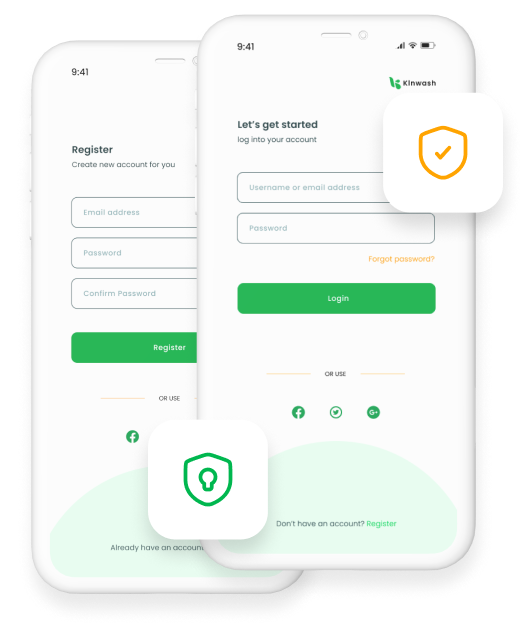 9:41
Register
Create new account for you
Email address
Password
Confirm Password
Register
OR USE
Already have an account
9:41
KInwash
Let's get started
log into your account
Username or email address
Password
Forgot password?
Login
OR USE
G+
Don't have an account? Register